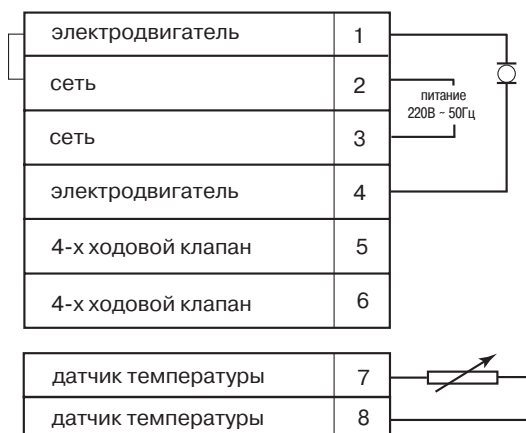 электродвигатель 1
сеть 2
питание
220В ~ 50Гц
сеть 3
электродвигатель 4
4-х ходовой клапан 5
4-х ходовой клапан 6
датчик температуры 7
датчик температуры 8